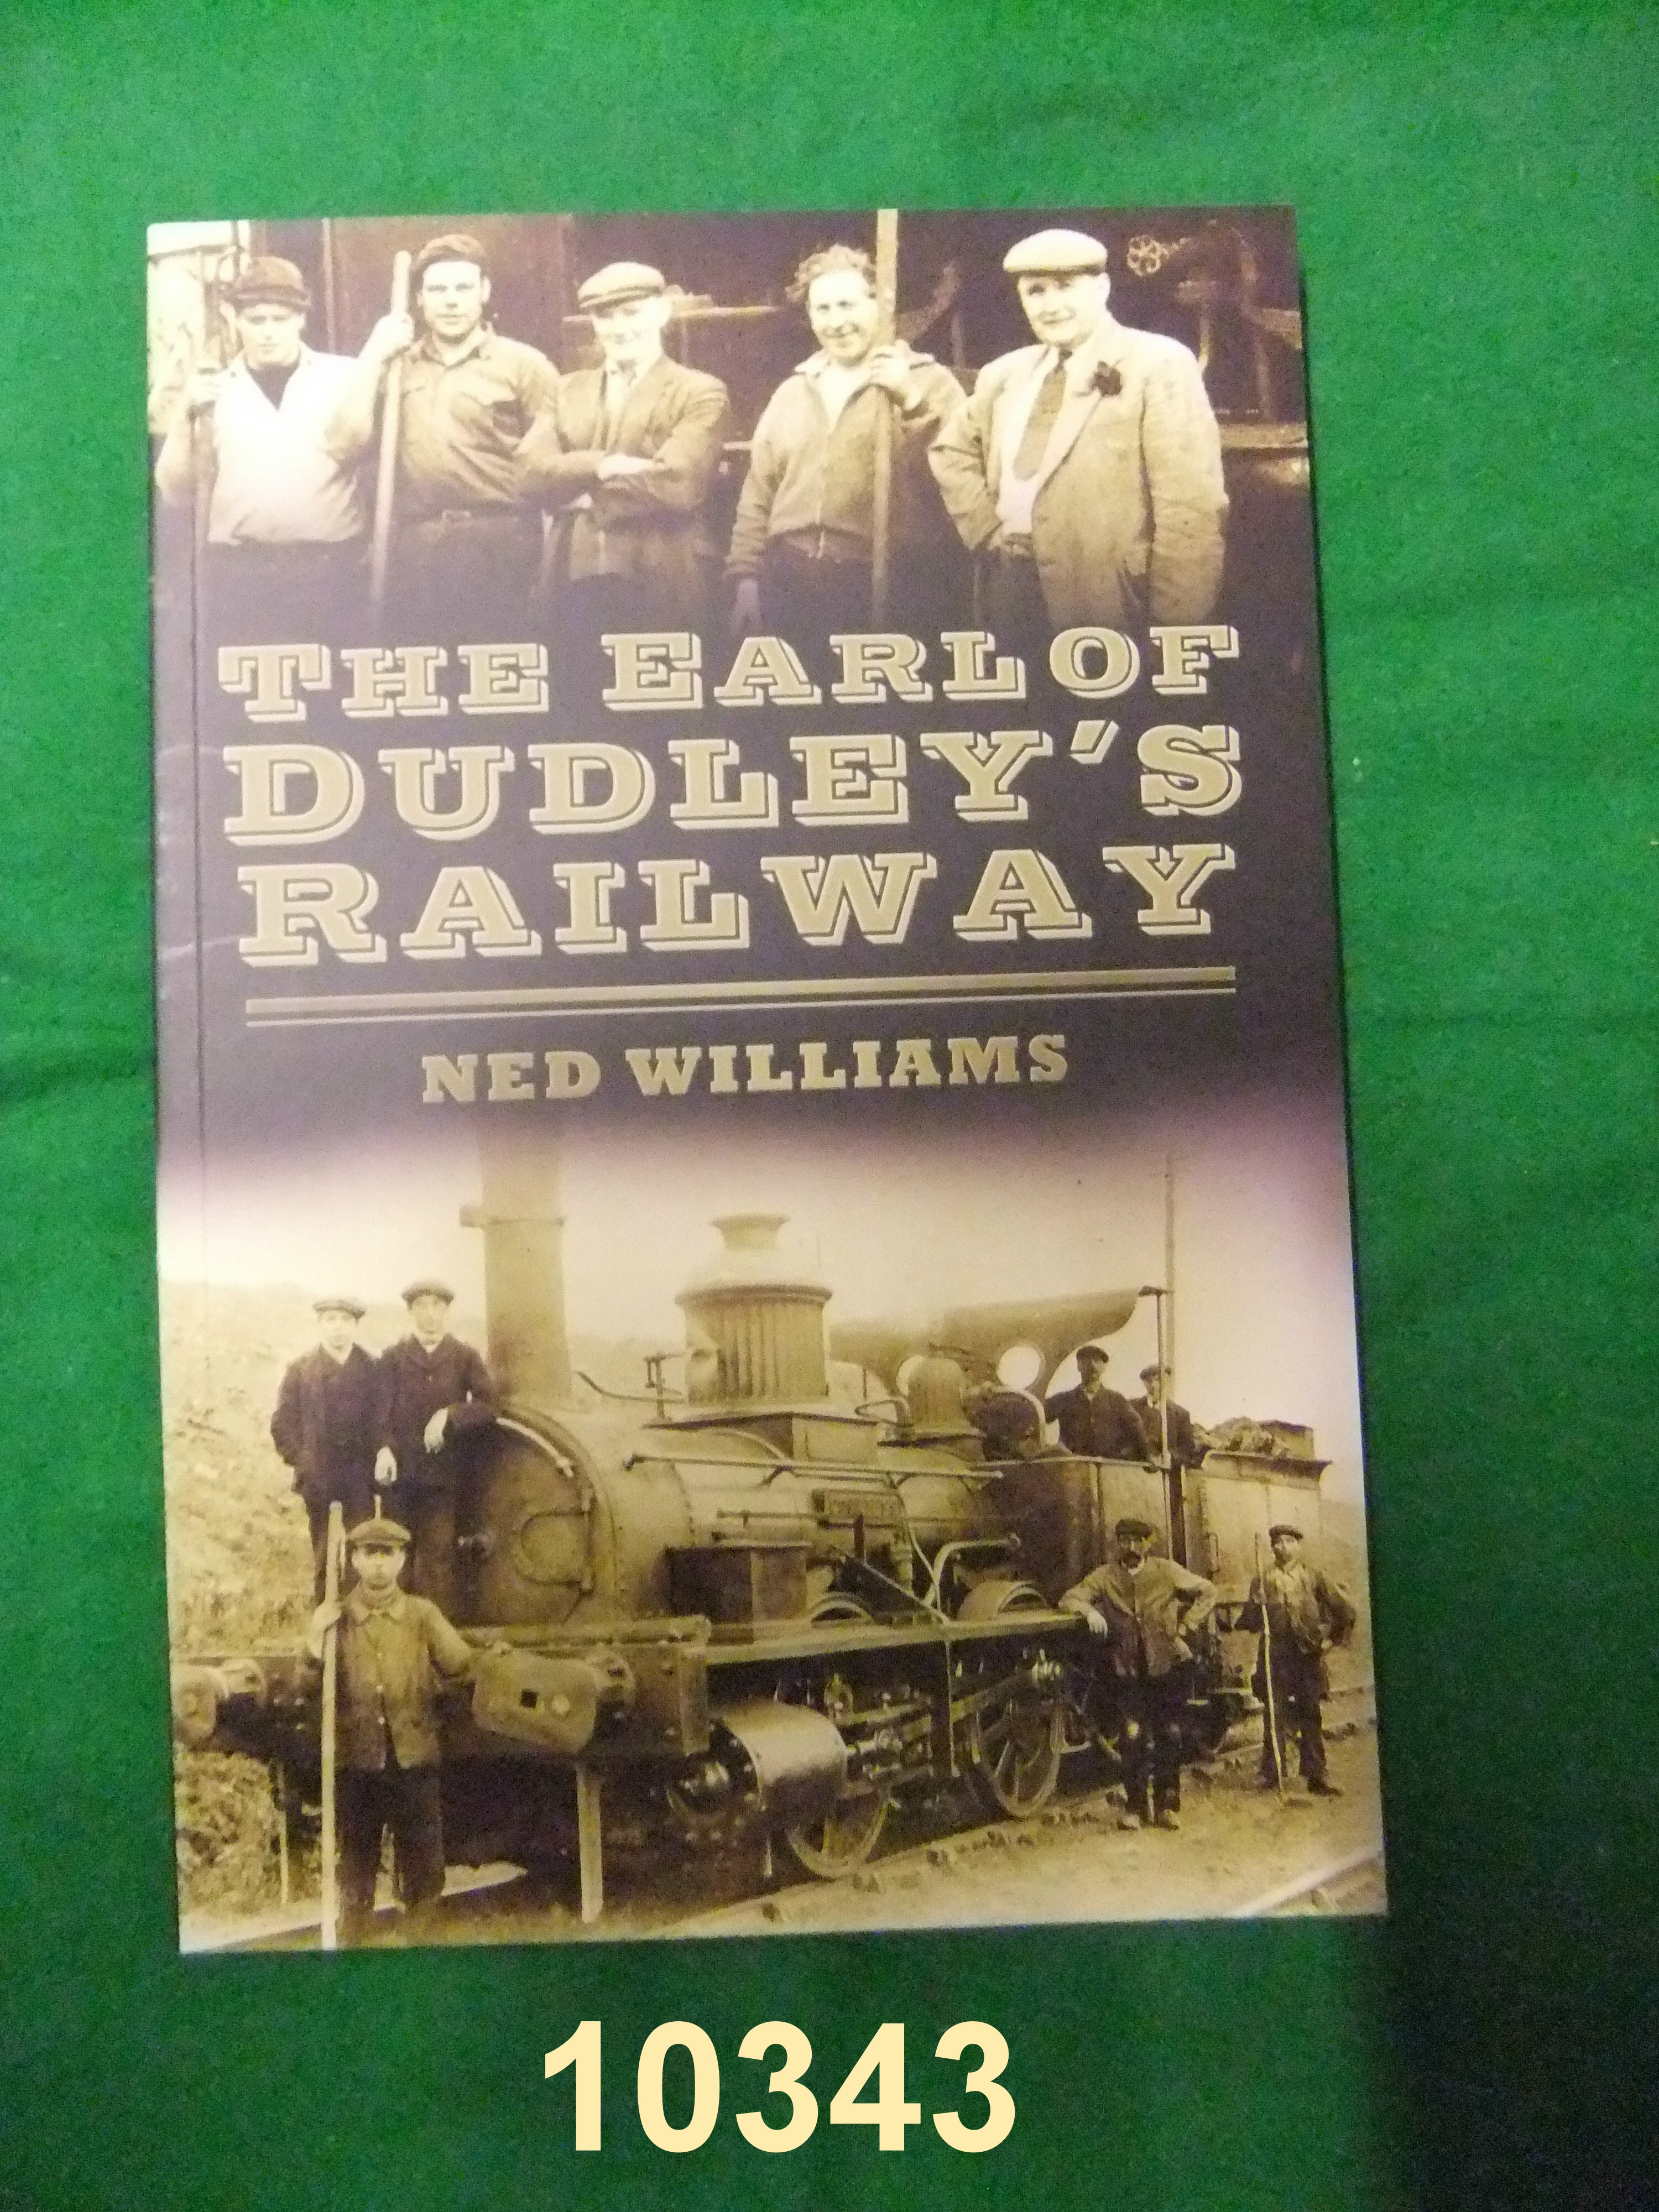 THE EARL OF
DUDLEY'S
RAILWAY
NED WILLIAMS
10343